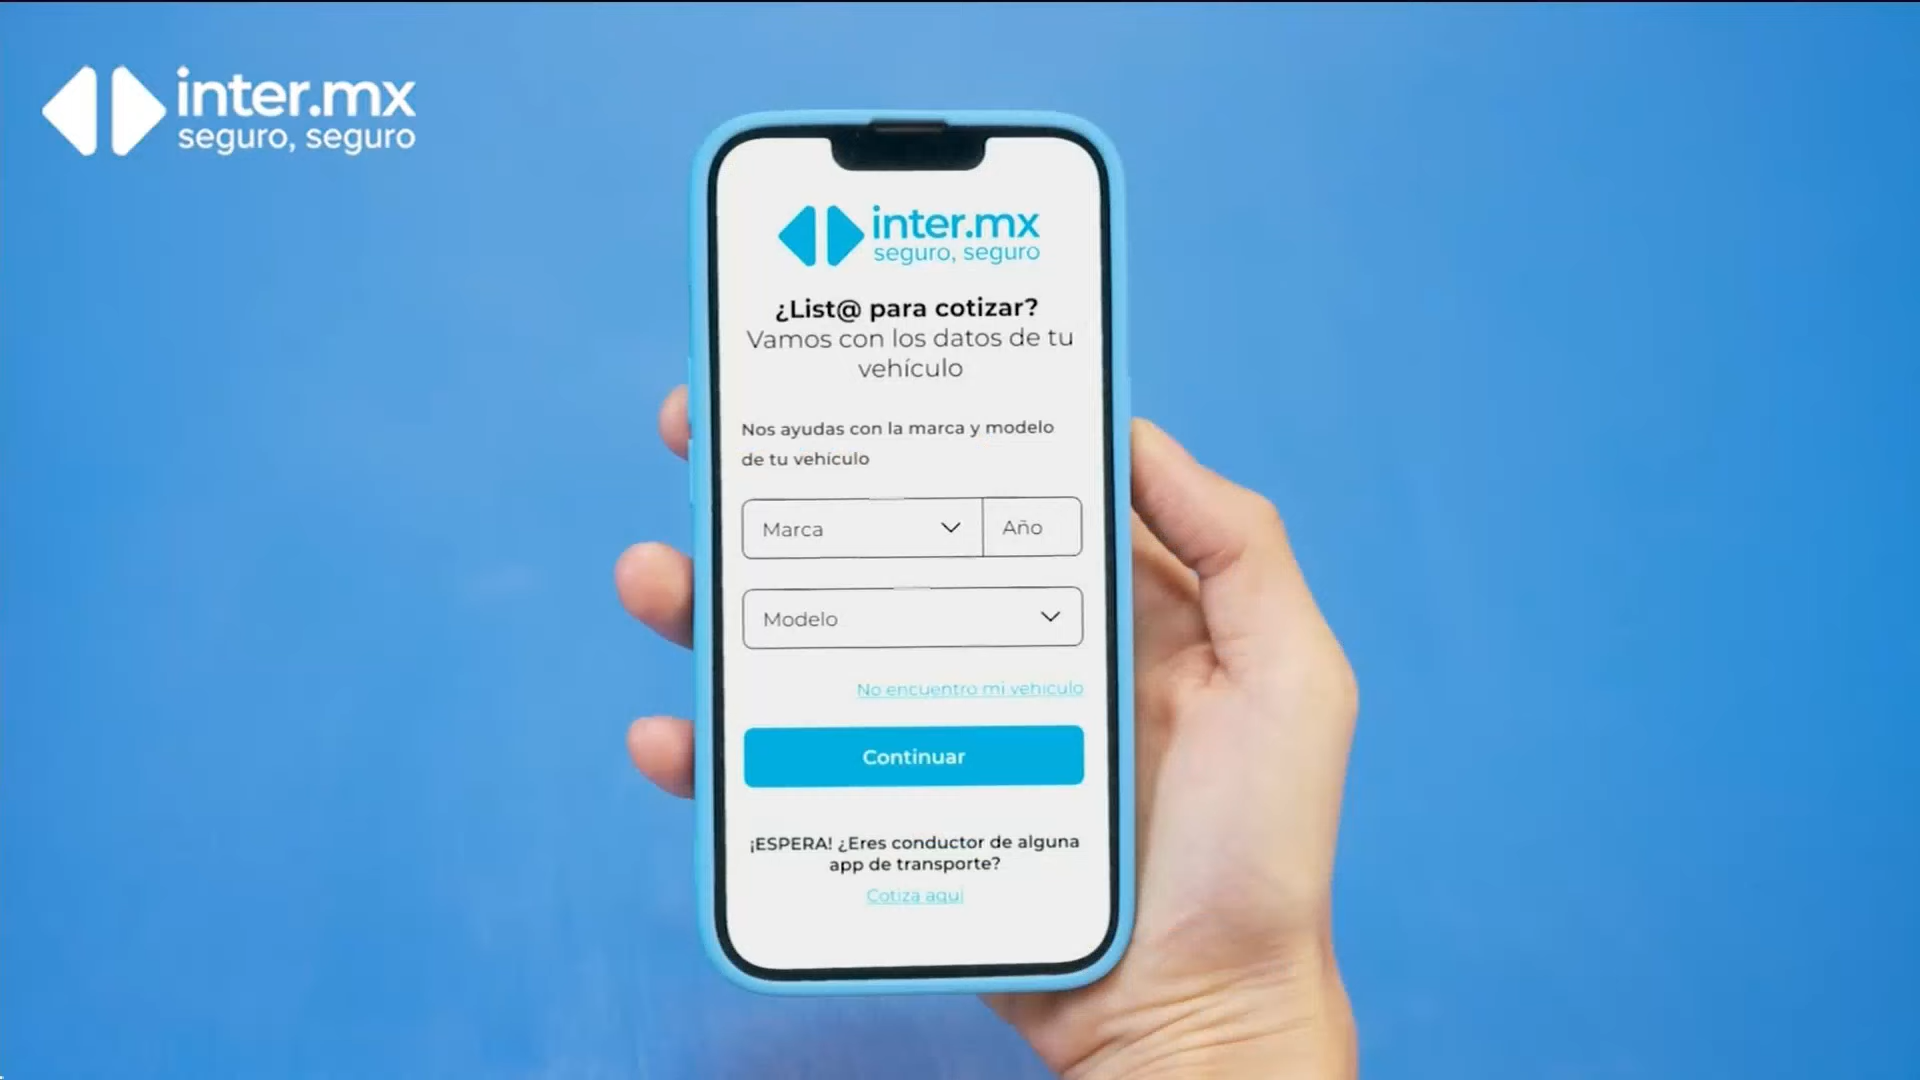 inter.mx
seguro, seguro
inter.mx
seguro, seguro
¿List@ para cotizar?
Vamos con los datos de tu
vehículo
Nos ayudas con la marca y modelo
de tu vehículo
Marca
Año
Modelo
No encuentro mi vehículo
Continuar
¡ESPERA! ¿Eres conductor de alguna
app de transporte?
Cotiza aquí